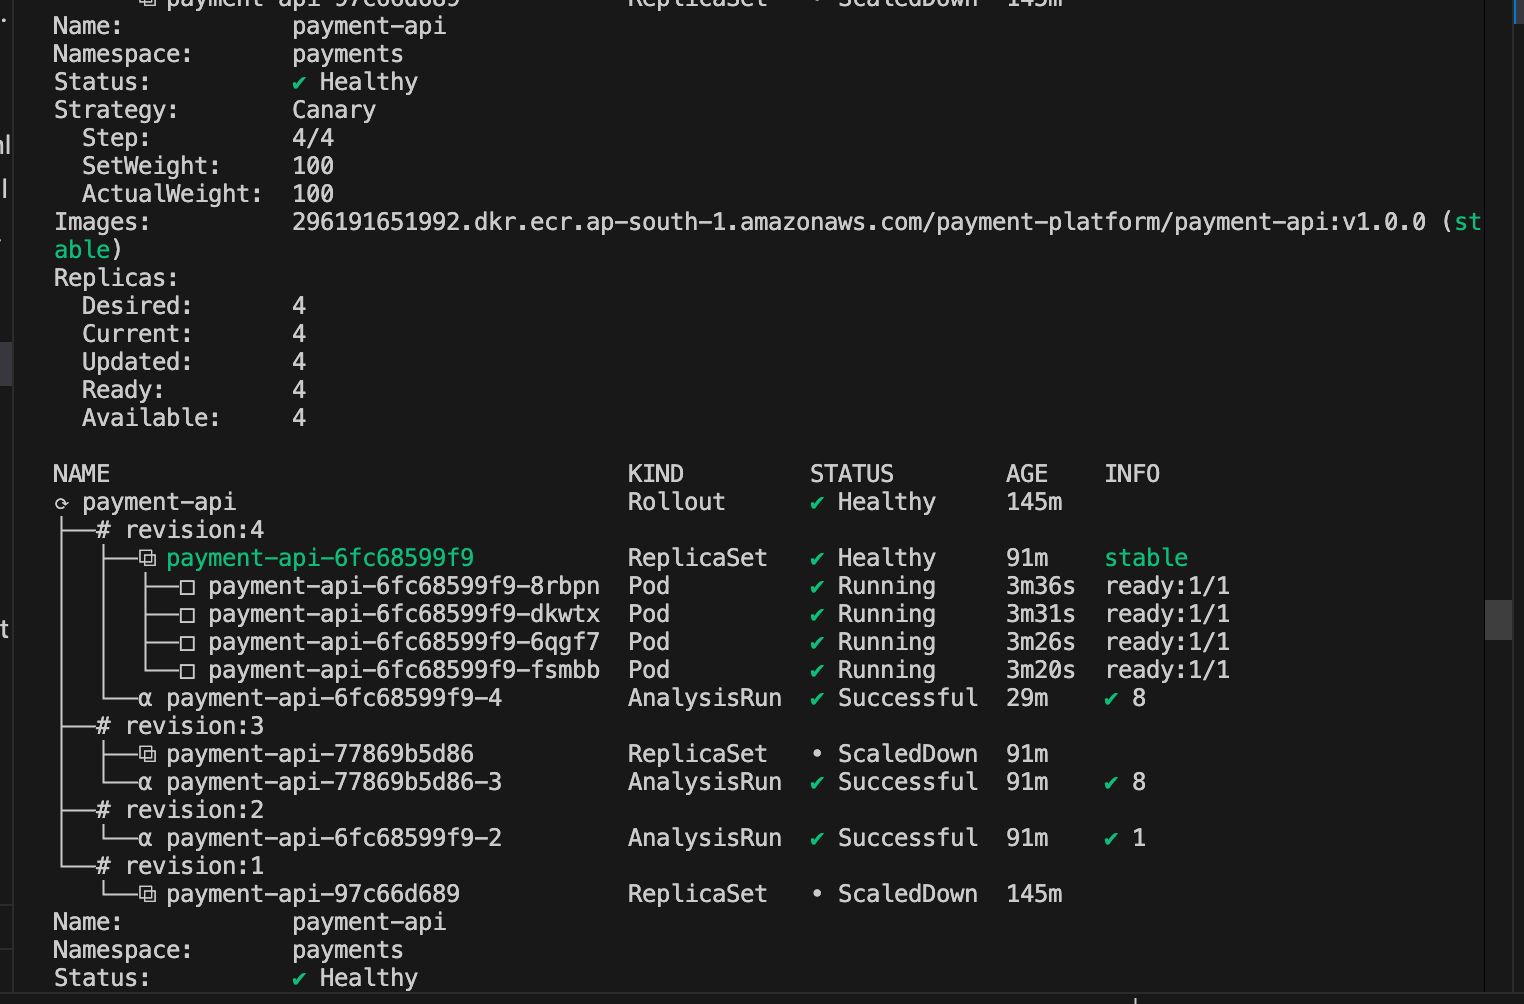 payment-api-97c66d689 ReplicaSet • ScaledDown 145m
Name: payment-api
Namespace: payments
Status: ✔ Healthy
Strategy: Canary
Step: 4/4
SetWeight: 100
ActualWeight: 100
Images: 296191651992.dkr.ecr.ap-south-1.amazonaws.com/payment-platform/payment-api:v1.0.0 (st
able)
Replicas:
Desired: 4
Current: 4
Updated: 4
Ready: 4
Available: 4
NAME KIND STATUS AGE INFO
⟳ payment-api Rollout ✔ Healthy 145m
├──# revision:4
│ ├──⧉ payment-api-6fc68599f9 ReplicaSet ✔ Healthy 91m stable
│ │ ├──□ payment-api-6fc68599f9-8rbpn Pod ✔ Running 3m36s ready:1/1
│ │ ├──□ payment-api-6fc68599f9-dkwtx Pod ✔ Running 3m31s ready:1/1
│ │ ├──□ payment-api-6fc68599f9-6qgf7 Pod ✔ Running 3m26s ready:1/1
│ │ └──□ payment-api-6fc68599f9-fsmbb Pod ✔ Running 3m20s ready:1/1
│ └──α payment-api-6fc68599f9-4 AnalysisRun ✔ Successful 29m ✔ 8
├──# revision:3
│ ├──⧉ payment-api-77869b5d86 ReplicaSet • ScaledDown 91m
│ └──α payment-api-77869b5d86-3 AnalysisRun ✔ Successful 91m ✔ 8
├──# revision:2
│ └──α payment-api-6fc68599f9-2 AnalysisRun ✔ Successful 91m ✔ 1
└──# revision:1
└──⧉ payment-api-97c66d689 ReplicaSet • ScaledDown 145m
Name: payment-api
Namespace: payments
Status: ✔ Healthy